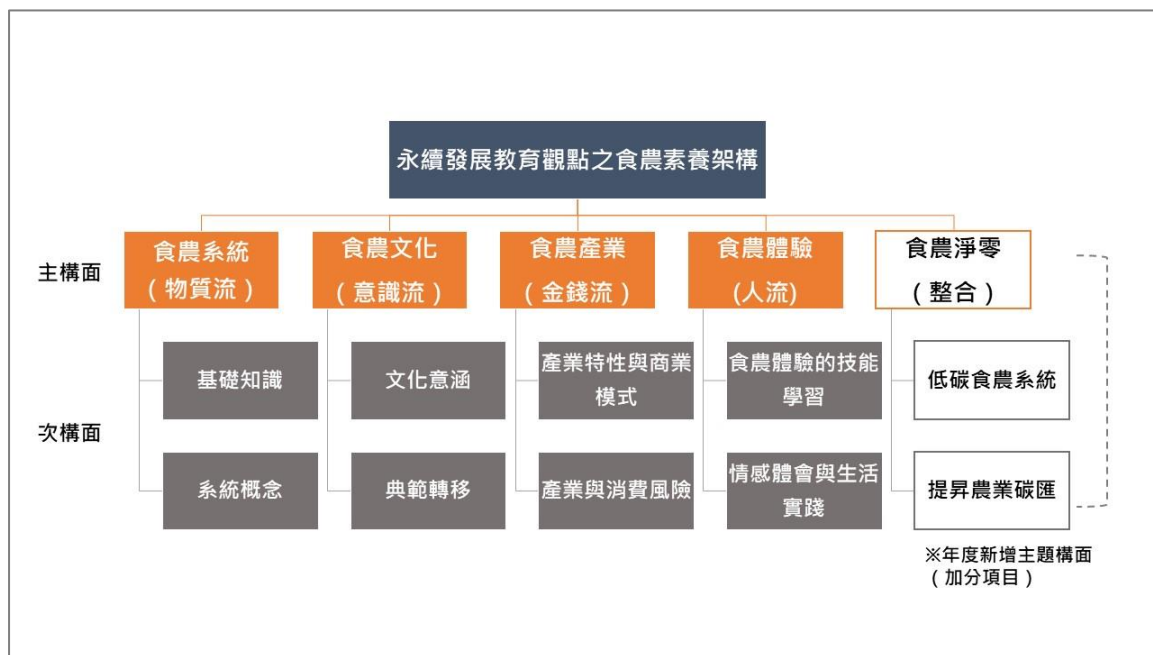 永續發展教育觀點之食農素養架構
主構面
食農系統
（物質流）
食農文化
（意識流）
食農產業
（金錢流）
食農體驗
(人流)
食農淨零
（整合）
次構面
基礎知識
文化意涵
產業特性與商業
模式
食農體驗的技能
學習
低碳食農系統
系統概念
典範轉移
產業與消費風險
情感體會與生活
實踐
提昇農業碳匯
※年度新增主題構面
（加分項目）